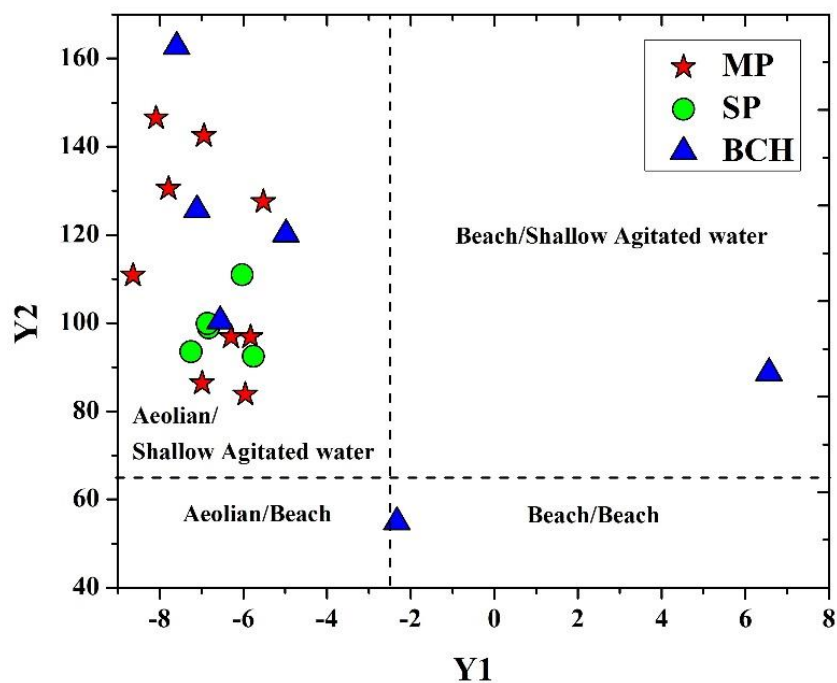 160
140
120
100
80
60
40
Y2
MP
SP
BCH
Beach/Shallow Agitated water
Aeolian/
Shallow Agitated water
Aeolian/Beach
Beach/Beach
-8 -6 -4 -2 0 2 4 6 8
Y1